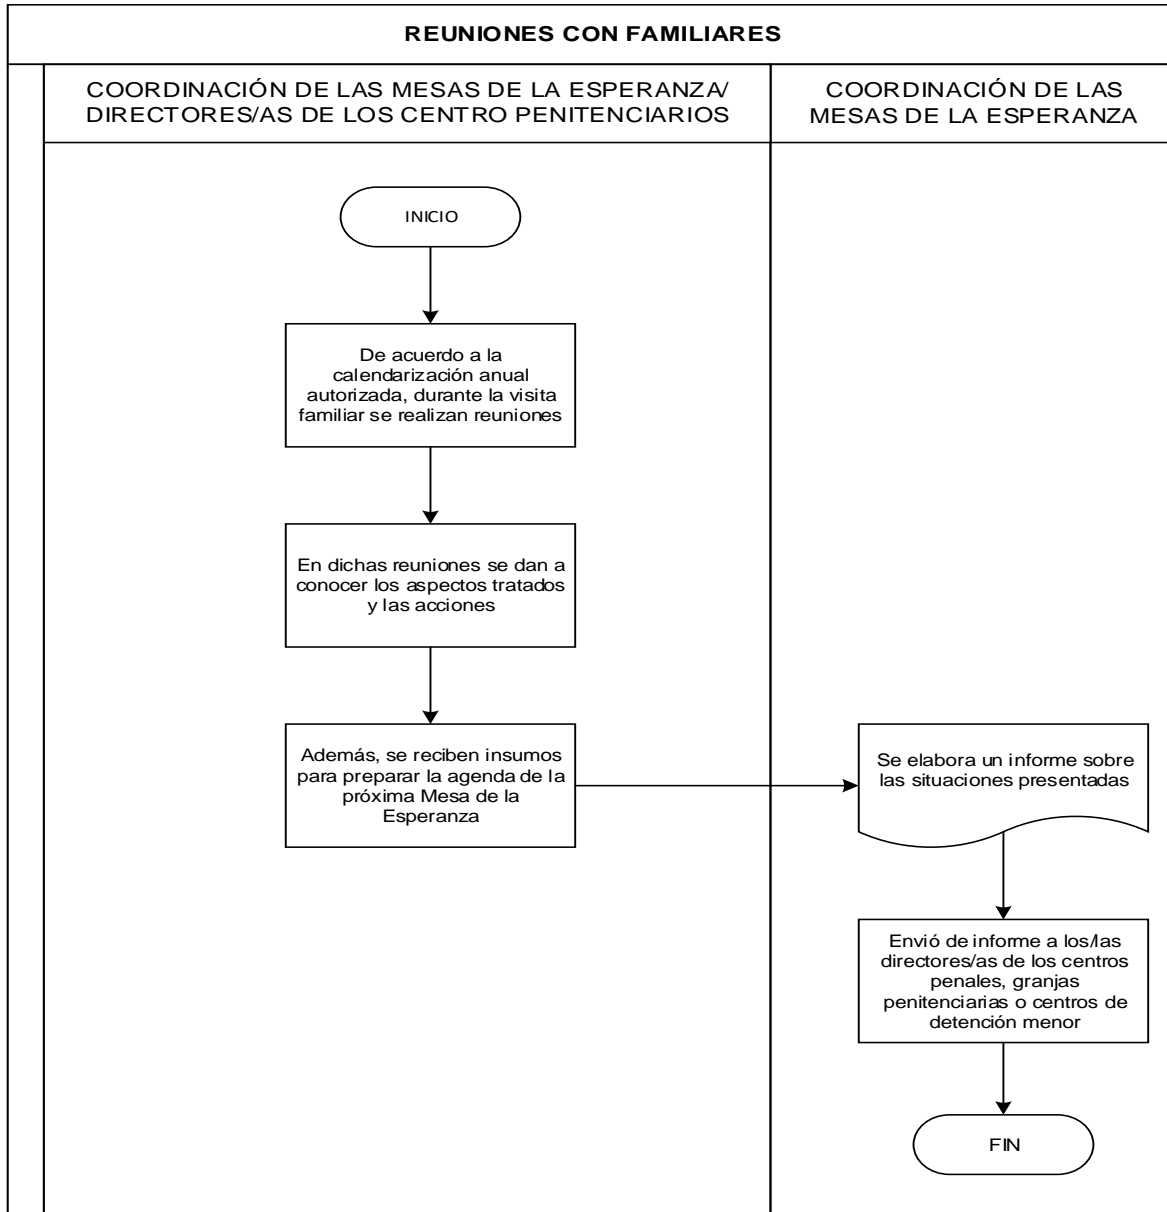 REUNIONES CON FAMILIARES
COORDINACIÓN DE LAS MESAS DE LA ESPERANZA/
DIRECTORES/AS DE LOS CENTRO PENITENCIARIOS
COORDINACIÓN DE LAS
MESAS DE LA ESPERANZA
INICIO
De acuerdo a la
calendarización anual
autorizada, durante la visita
familiar se realizan reuniones
En dichas reuniones se dan a
conocer los aspectos tratados
y las acciones
Además, se reciben insumos
para preparar la agenda de la
próxima Mesa de la
Esperanza
Se elabora un informe sobre
las situaciones presentadas
Envió de informe a los/las
directores/as de los centros
penales, granjas
penitenciarias o centros de
detención menor
FIN